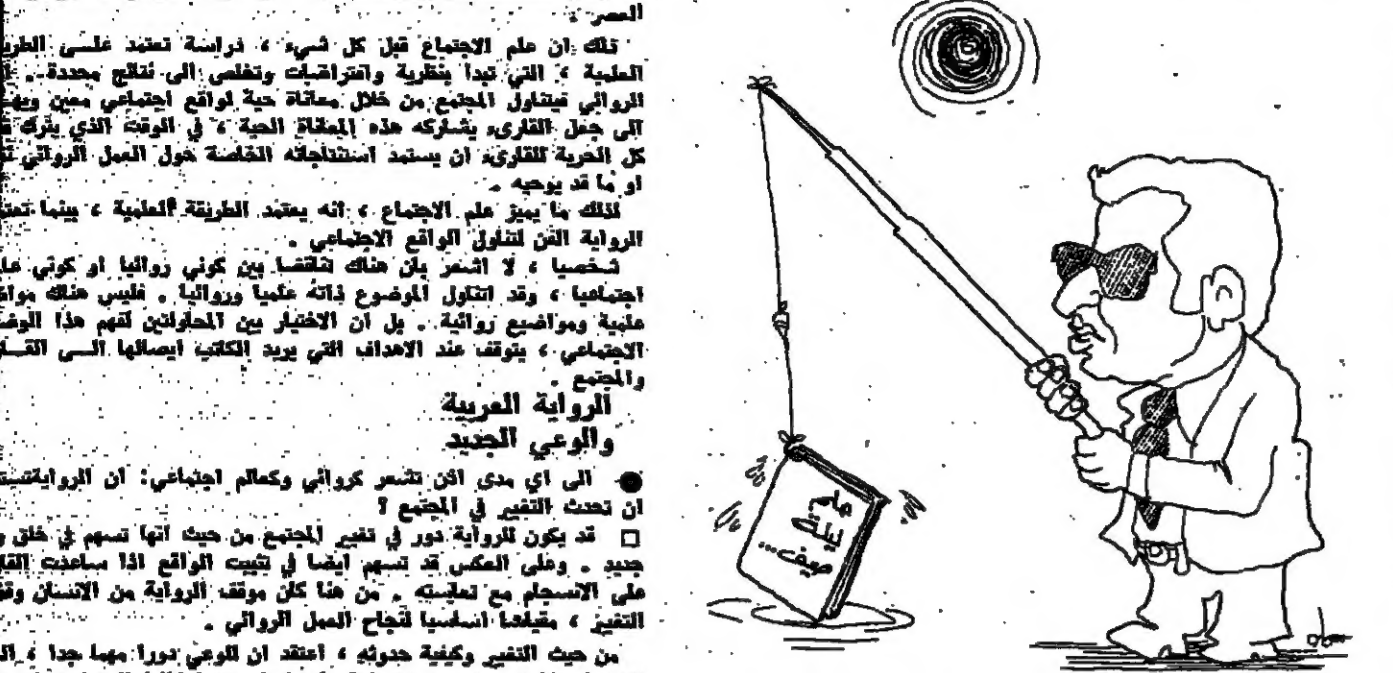 العصر .
ذلك ان علم الاجتماع قبل كل شيء ، دراسة تعتمد علسى
العلمية ، التي تبدا بنظرية وافتراضات وتخلص الى نتائج محددة .
الروائي فيتناول المجتمع من خلال معاناة حية لواقع اجتماعي معين
الى جعل القارىء يشاركه هذه المعاناة الحية ، في الوقت الذي يترك
كل الحرية للقارىء ان يستمد استنتاجاته الخاصة حول العمل الروائي
او ما قد يوحيه .
لذلك ما يميز علم الاجتماع ، انه يعتمد الطريقة العلمية ، بينما
الرواية الفن لتناول الواقع الاجتماعي .
شخصيا ، لا اشعر بان هناك تناقضا بين كوني روائيا او كوني
اجتماعيا ، وقد اتناول الموضوع ذاته علميا وروائيا . فليس هناك
علمية ومواضيع روائية . بل ان الاختيار بين المحاولتين لفهم هذا
الاجتماعي ، يتوقف عند الاهداف التي يريد الكاتب ايصالها الــى
والمجتمع .
الرواية العربية
والوعي الجديد
● الى اي مدى اذن تشعر كروائي وكعالم اجتماعي: ان
ان تحدث التغيير في المجتمع ؟
□ قد يكون للرواية دور في تغيير المجتمع من حيث انها تسهم في خلق
جديد . وعلى العكس قد تسهم ايضا في تثبيت الواقع اذا ساعدت
على الانسجام مع تعاسته . من هنا كان موقف الرواية من الانسان
التغيير ، مقياسا اساسيا لنجاح العمل الروائي .
من حيث التغيير وكيفية حدوثه ، اعتقد ان للوعي دورا مهما جدا ،
ليلة
صيف...